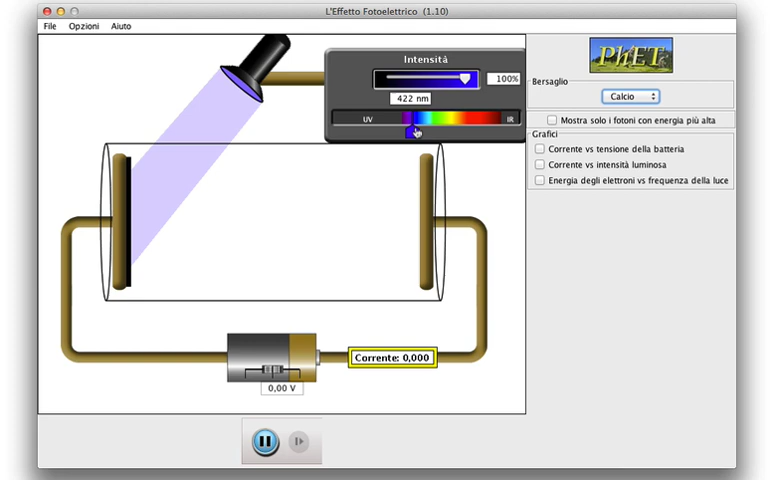 L'Effetto Fotoelettrico (1.10)
File Opzioni Aiuto
Intensità
100%
422 nm
UV IR
PhET
Bersaglio
Calcio
Mostra solo i fotoni con energia più alta
Grafici
Corrente vs tensione della batteria
Corrente vs intensità luminosa
Energia degli elettroni vs frequenza della luce
Corrente: 0,000
0,00 V